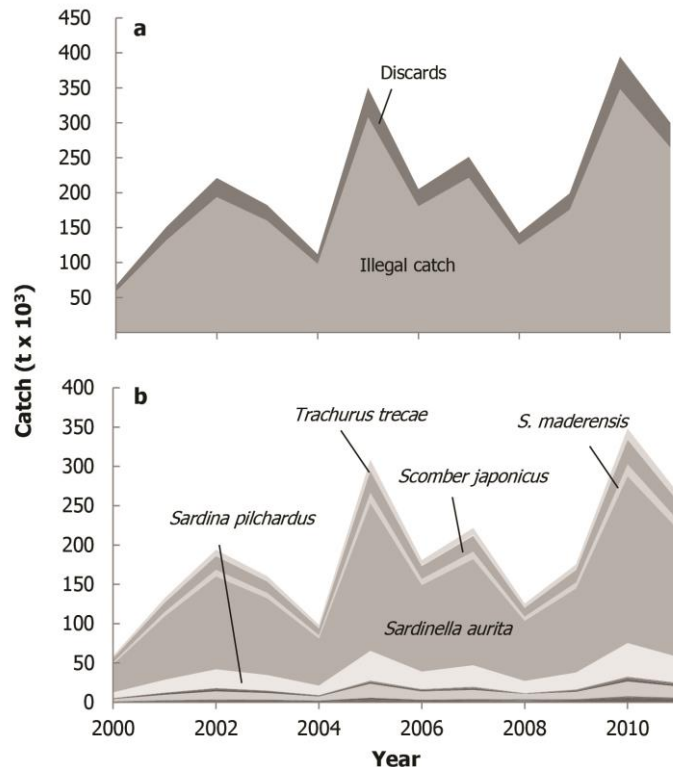 a
450
400
350
300
250
200
150
100
50
Discards
Illegal catch
Catch (t x 10³)
b
400
350
300
250
200
150
100
50
0
Trachurus trecae
S. maderensis
Scomber japonicus
Sardina pilchardus
Sardinella aurita
2000 2002 2004 2006 2008 2010
Year